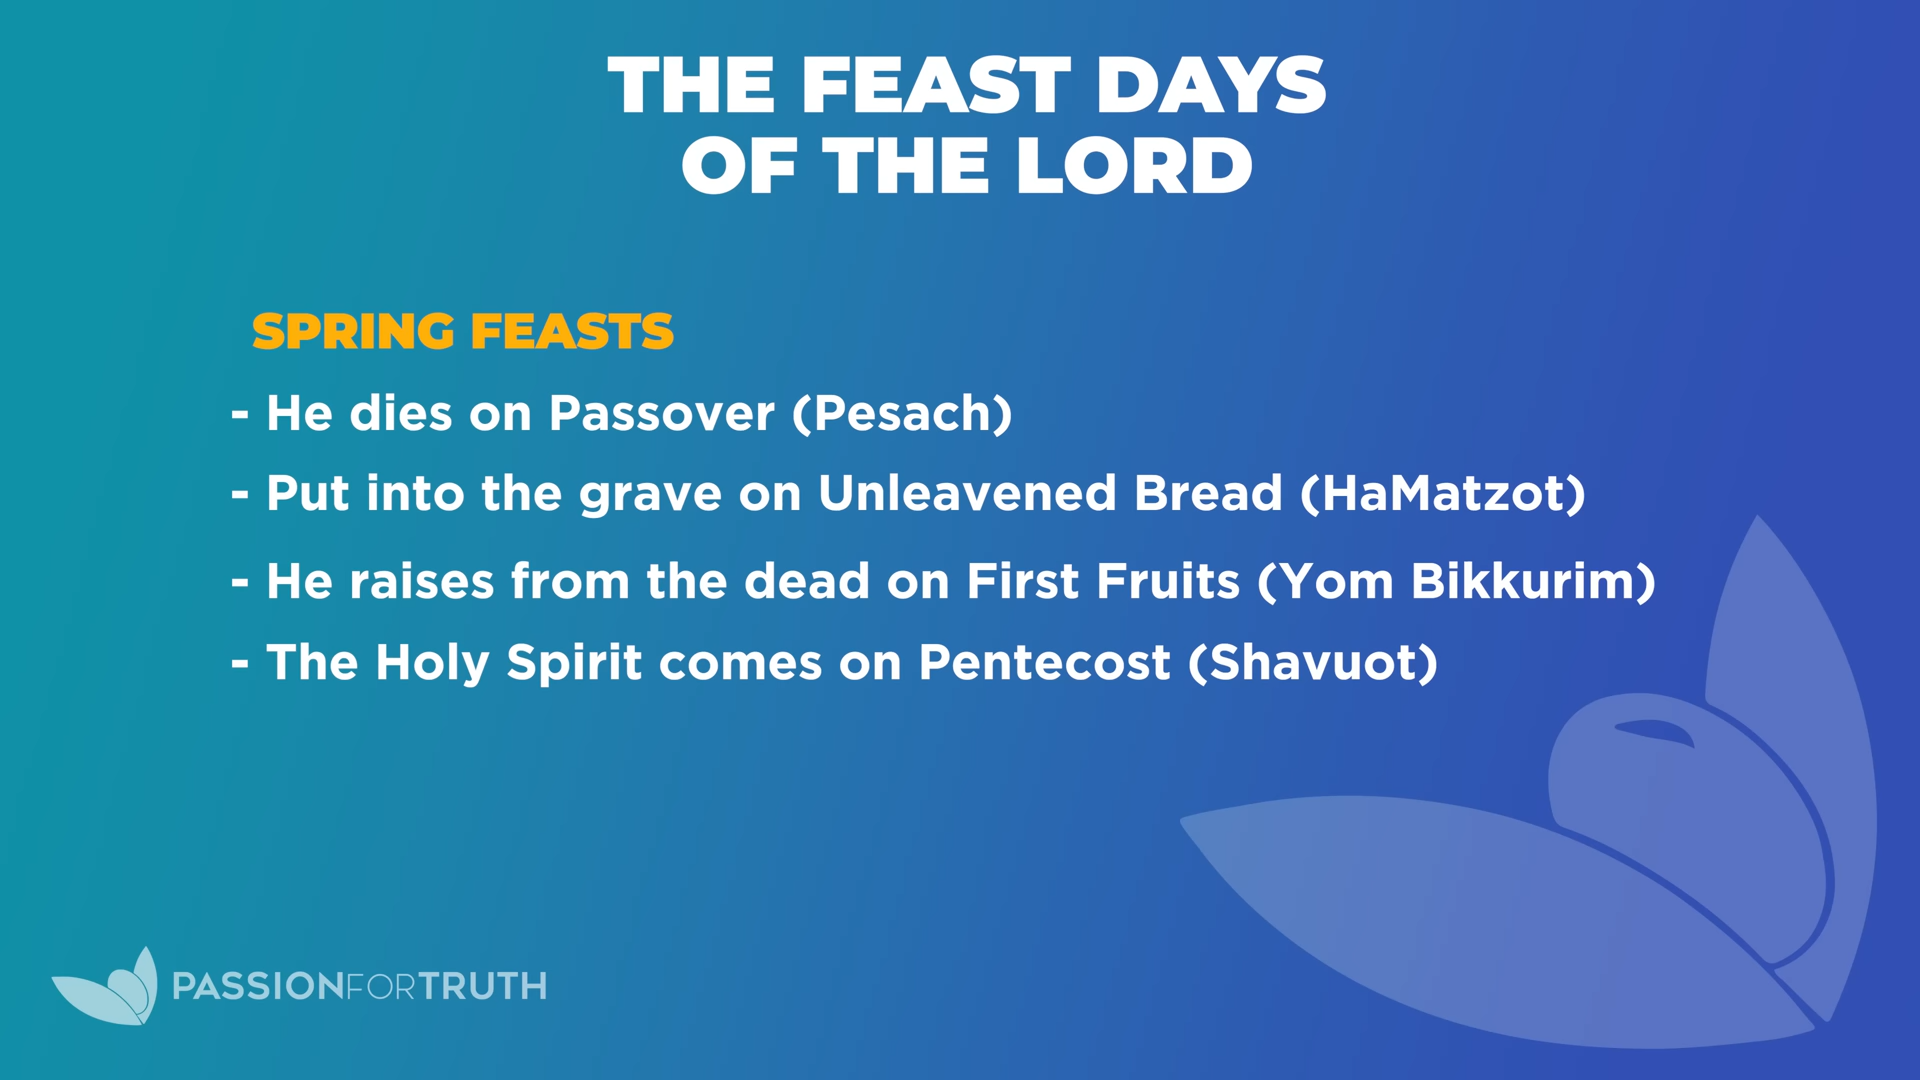 THE FEAST DAYS
OF THE LORD
SPRING FEASTS
- He dies on Passover (Pesach)
- Put into the grave on Unleavened Bread (HaMatzot)
- He raises from the dead on First Fruits (Yom Bikkurim)
- The Holy Spirit comes on Pentecost (Shavuot)
PASSIONFORTRUTH